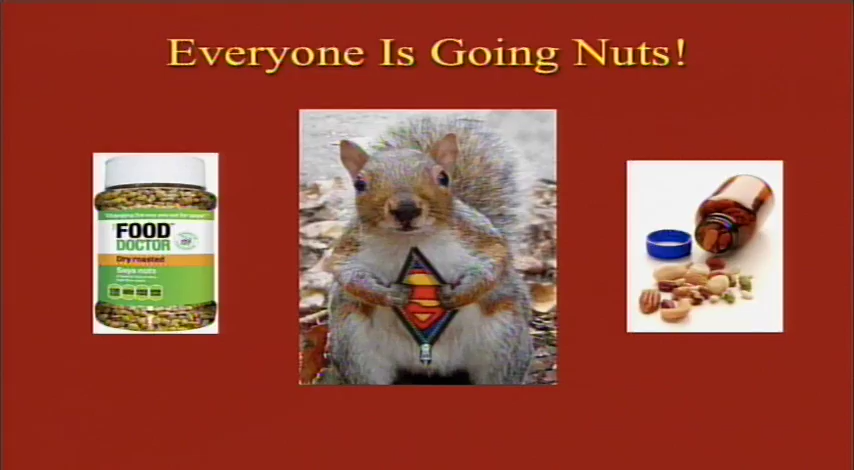 Everyone Is Going Nuts!
FOOD
DOCTOR
Dry roasted
Soya nuts